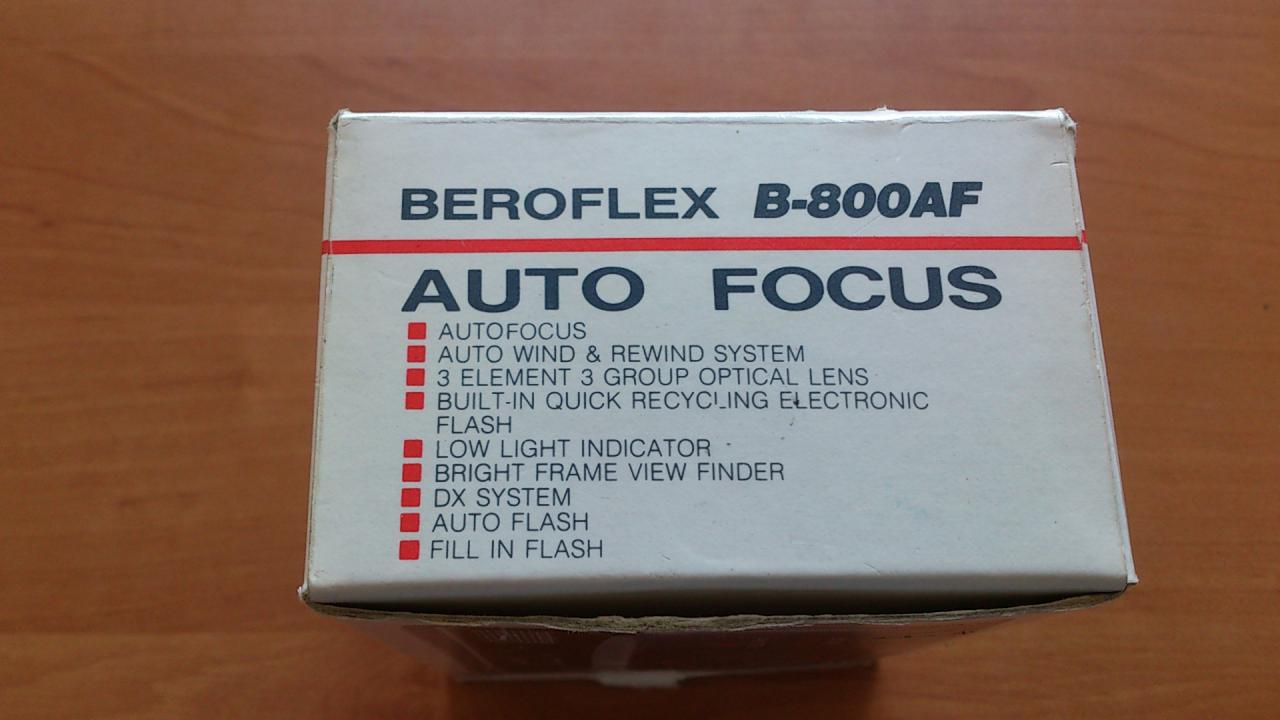 BEROFLEX B-800AF
AUTO FOCUS
AUTOFOCUS
AUTO WIND & REWIND SYSTEM
3 ELEMENT 3 GROUP OPTICAL LENS
BUILT-IN QUICK RECYCLING ELECTRONIC
FLASH
LOW LIGHT INDICATOR
BRIGHT FRAME VIEW FINDER
DX SYSTEM
AUTO FLASH
FILL IN FLASH